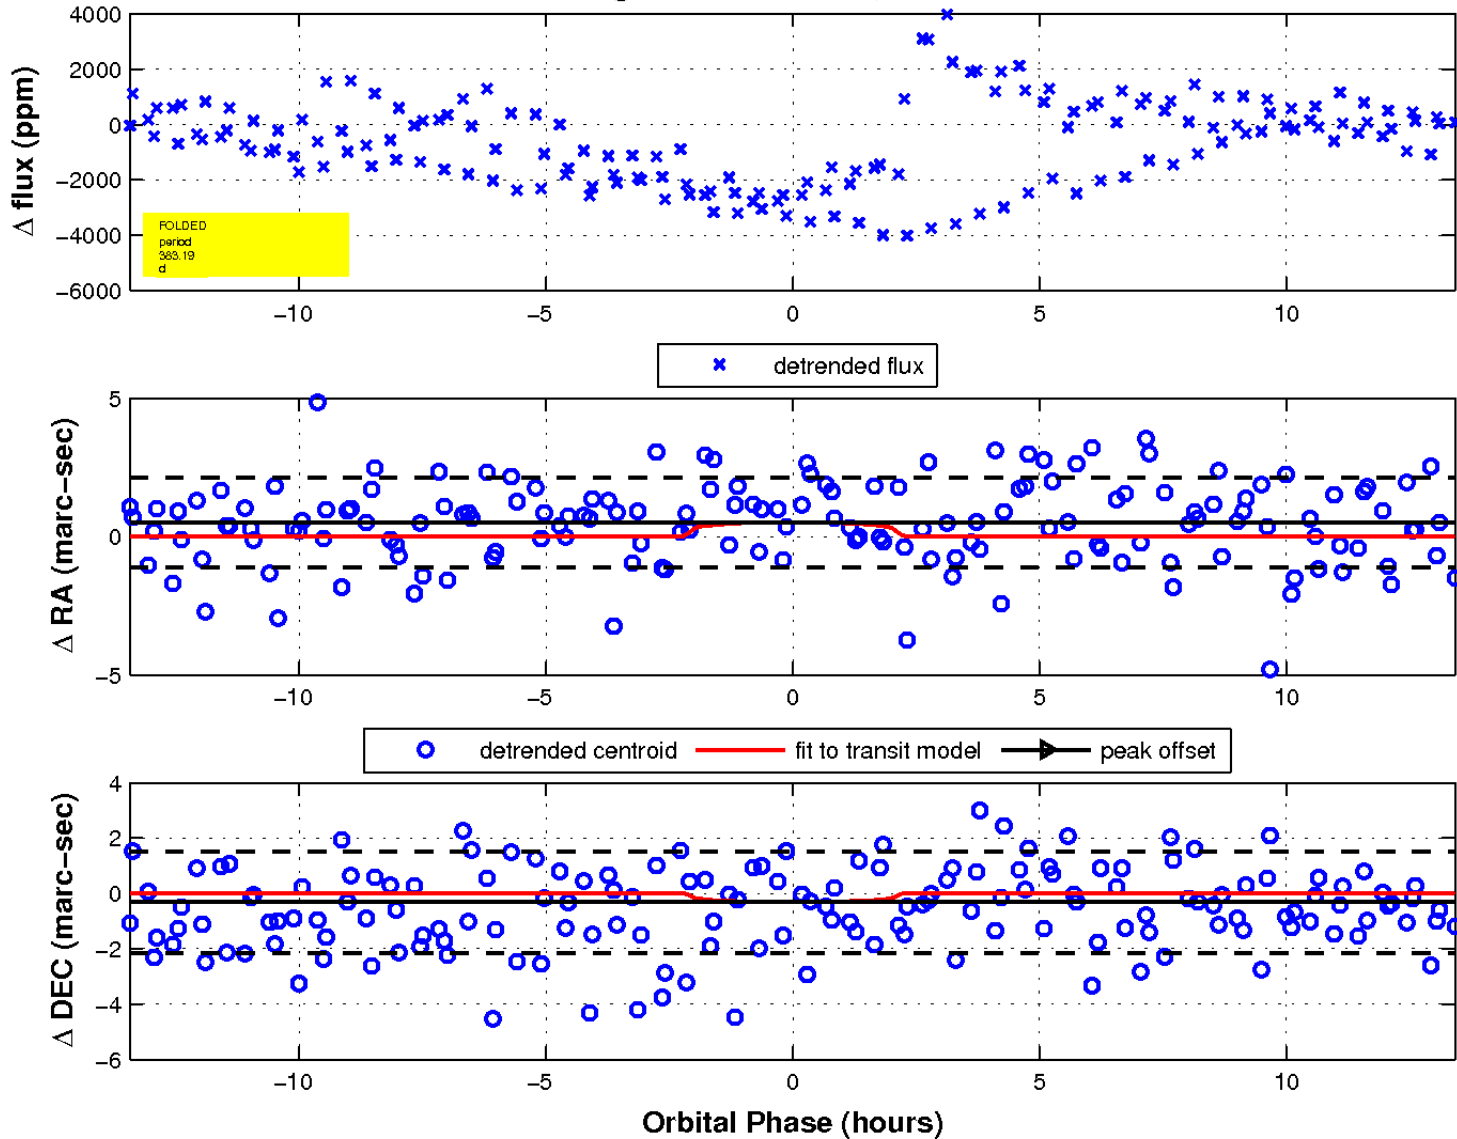 4000
2000
0
−2000
−4000
−6000
Δ flux (ppm)
FOLDED
period
383.19
d
−10
−5
0
5
10
detrended flux
5
0
−5
Δ RA (marc−sec)
−10
−5
0
5
10
detrended centroid
fit to transit model
peak offset
4
2
0
−2
−4
−6
Δ DEC (marc−sec)
−10
−5
0
5
10
Orbital Phase (hours)